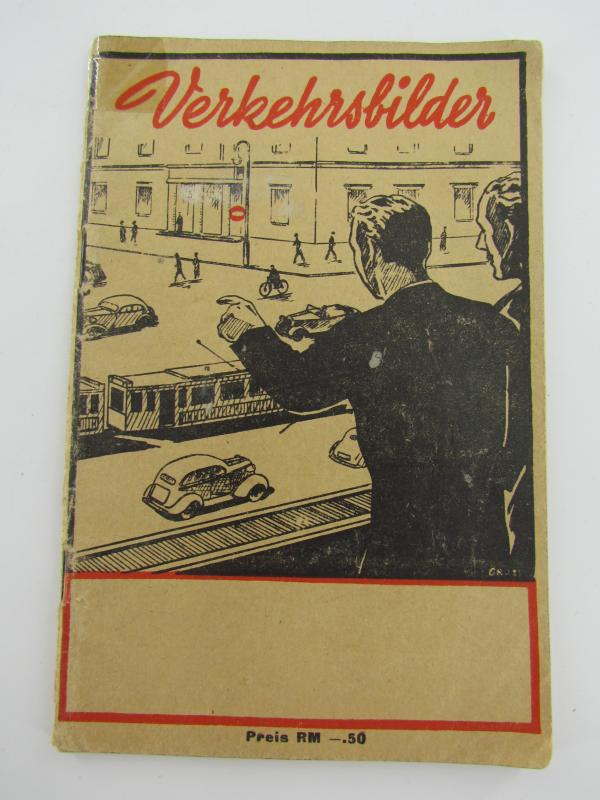 Verkehrsbilder
Preis RM —.50